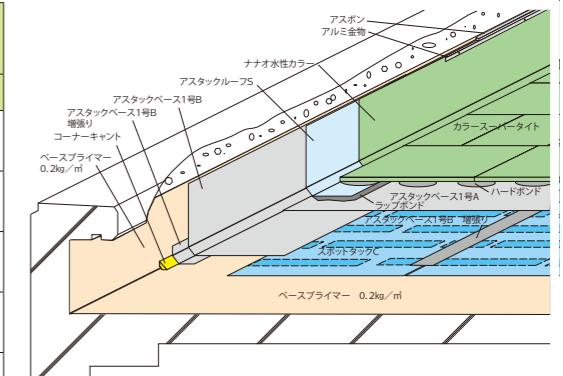 アスボン
アルミ金物
ナナオ水性カラー
アスタックルーフS
アスタックベース1号B
アスタックベース1号B
増張り
コーナーキャント
ベースプライマー
0.2kg／㎡
カラースーパータイト
ハードボンド
アスタックベース1号A
ラップボンド
アスタックベース1号B　増張り
スポットタックC
ベースプライマー　0.2kg／㎡